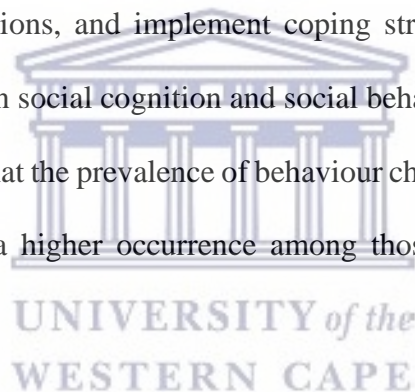 ions, and implement coping str
n social cognition and social beha
at the prevalence of behaviour ch
a higher occurrence among thos
UNIVERSITY of the
WESTERN CAPE